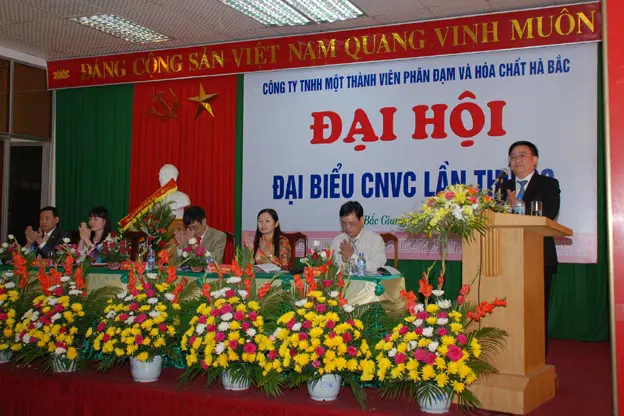 ĐẢNG CỘNG SẢN VIỆT NAM QUANG VINH MUÔN
CÔNG TY TNHH MỘT THÀNH VIÊN PHÂN ĐẠM VÀ HÓA CHẤT HÀ BẮC
ĐẠI HỘI
ĐẠI BIỂU CNVC LẦN
Bắc